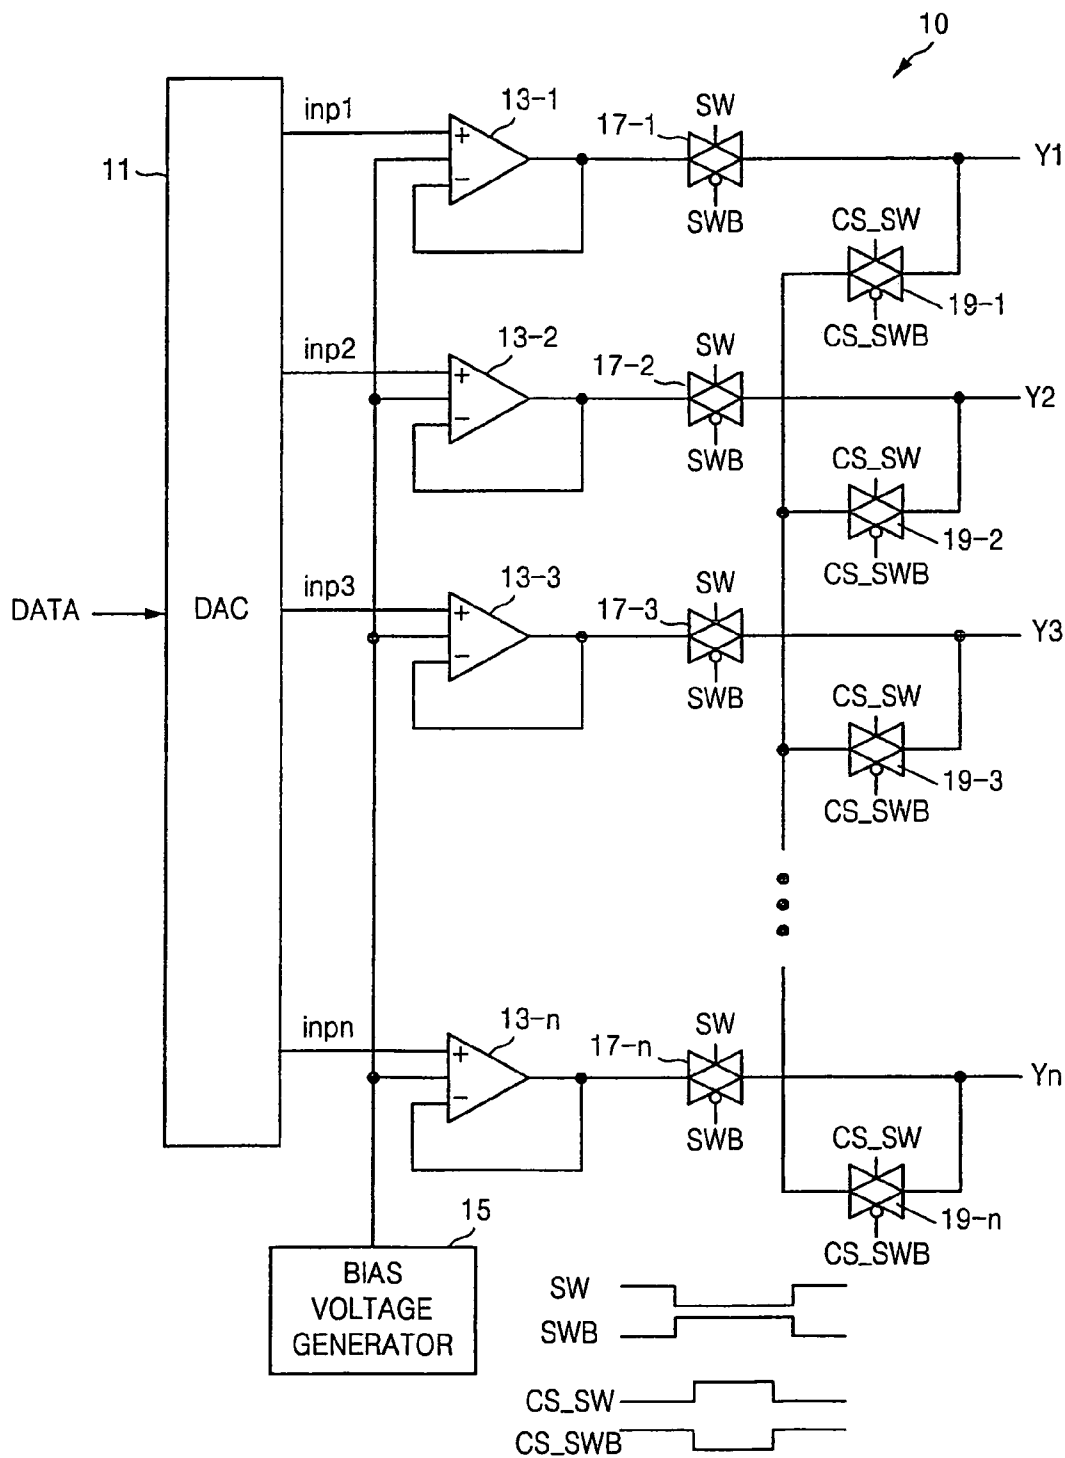 10
13-1
SW
inp1
17-1
11
Y1
SWB
CS_SW
19-1
CS_SWB
13-2
SW
inp2
17-2
Y2
SWB
CS_SW
19-2
CS_SWB
13-3
SW
inp3
17-3
DATA
DAC
Y3
SWB
CS_SW
19-3
CS_SWB
13-n
SW
inpn
17-n
Yn
SWB
CS_SW
19-n
CS_SWB
15
BIAS
VOLTAGE
GENERATOR
SW
SWB
CS_SW
CS_SWB